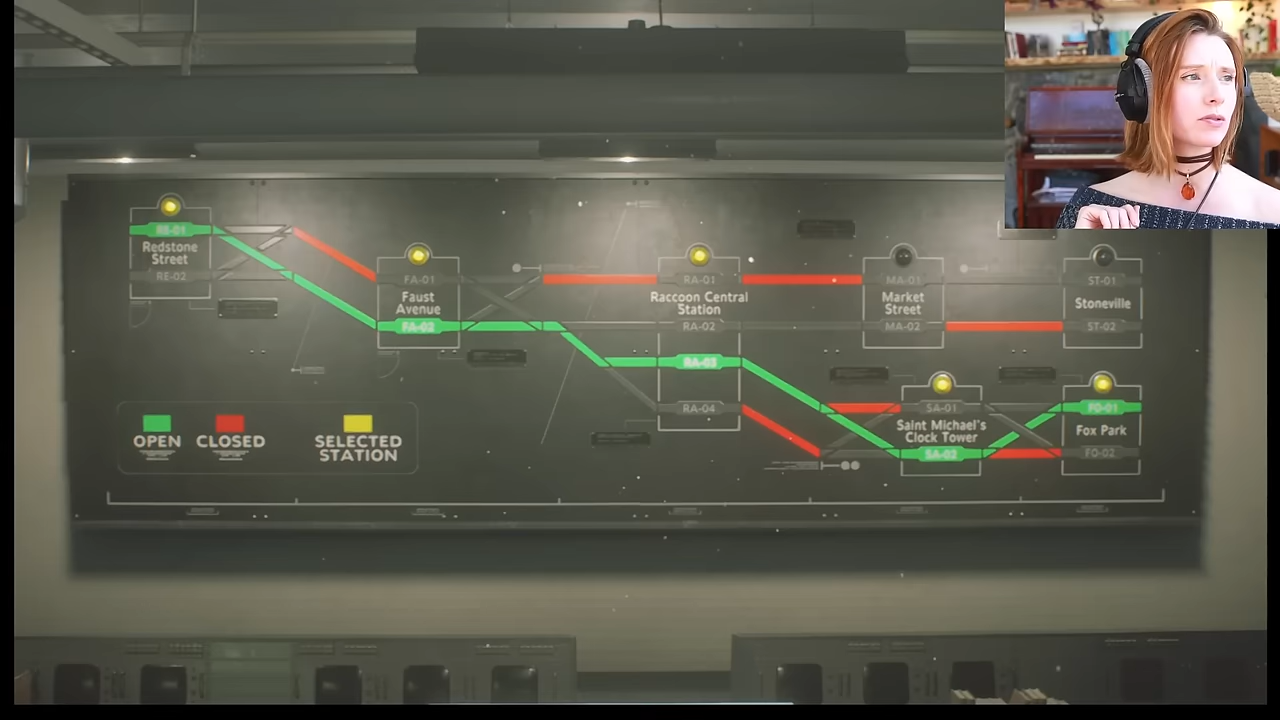 RE-01
Redstone
Street
RE-02
FA-01
Faust
Avenue
FA-02
RA-01
Raccoon Central
Station
RA-02
RA-03
RA-04
MA-01
Market
Street
MA-02
ST-01
Stoneville
ST-02
SA-01
Saint Michael's
Clock Tower
SA-02
FO-01
Fox Park
FO-02
OPEN
CLOSED
SELECTED
STATION